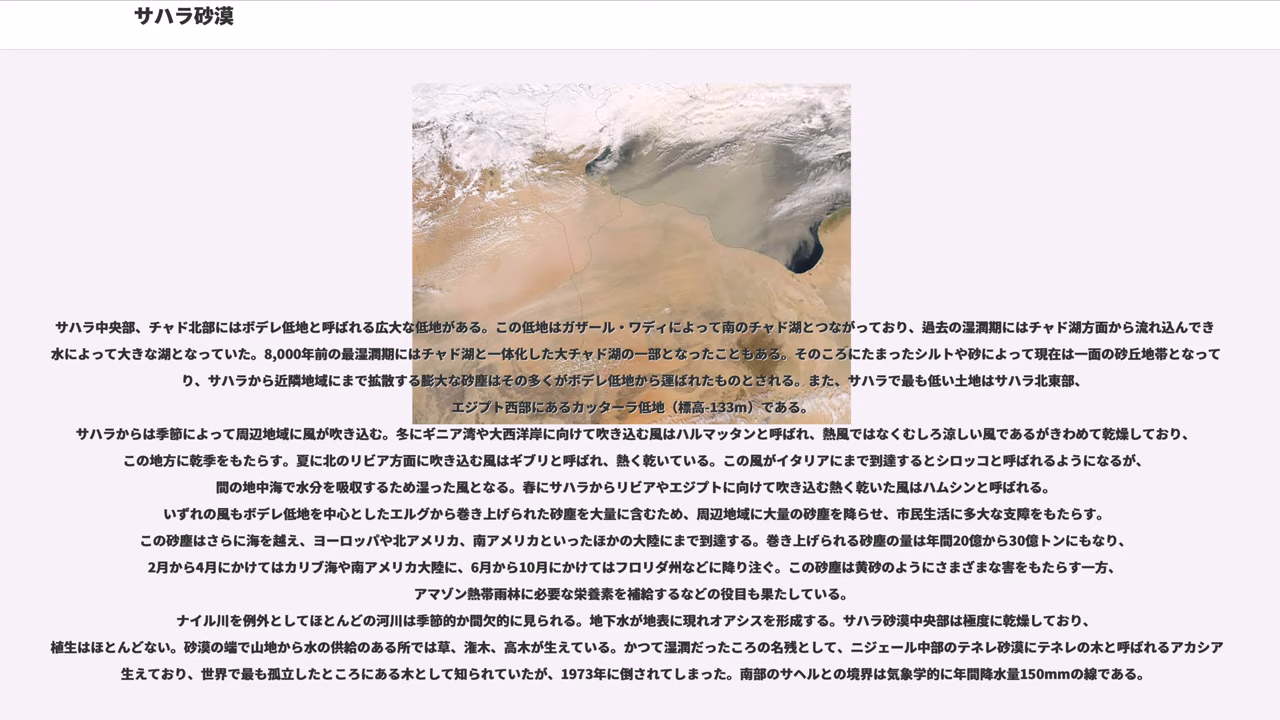 サハラ砂漠
サハラ中央部、チャド北部にはボデレ低地と呼ばれる広大な低地がある。この低地はガザール・ワディによって南のチャド湖とつながっており、過去の湿潤期にはチャド湖方面から流れ込んでき
水によって大きな湖となっていた。8,000年前の最湿潤期にはチャド湖と一体化した大チャド湖の一部となったこともある。そのころにたまったシルトや砂によって現在は一面の砂丘地帯となって
り、サハラから近隣地域にまで拡散する膨大な砂塵はその多くがボデレ低地から運ばれたものとされる。また、サハラで最も低い土地はサハラ北東部、
エジプト西部にあるカッターラ低地（標高-133m）である。
サハラからは季節によって周辺地域に風が吹き込む。冬にギニア湾や大西洋岸に向けて吹き込む風はハルマッタンと呼ばれ、熱風ではなくむしろ涼しい風であるがきわめて乾燥しており、
この地方に乾季をもたらす。夏に北のリビア方面に吹き込む風はギブリと呼ばれ、熱く乾いている。この風がイタリアにまで到達するとシロッコと呼ばれるようになるが、
間の地中海で水分を吸収するため湿った風となる。春にサハラからリビアやエジプトに向けて吹き込む熱く乾いた風はハムシンと呼ばれる。
いずれの風もボデレ低地を中心としたエルグから巻き上げられた砂塵を大量に含むため、周辺地域に大量の砂塵を降らせ、市民生活に多大な支障をもたらす。
この砂塵はさらに海を越え、ヨーロッパや北アメリカ、南アメリカといったほかの大陸にまで到達する。巻き上げられる砂塵の量は年間20億から30億トンにもなり、
2月から4月にかけてはカリブ海や南アメリカ大陸に、6月から10月にかけてはフロリダ州などに降り注ぐ。この砂塵は黄砂のようにさまざまな害をもたらす一方、
アマゾン熱帯雨林に必要な栄養素を補給するなどの役目も果たしている。
ナイル川を例外としてほとんどの河川は季節的か間欠的に見られる。地下水が地表に現れオアシスを形成する。サハラ砂漠中央部は極度に乾燥しており、
植生はほとんどない。砂漠の端で山地から水の供給のある所では草、潅木、高木が生えている。かつて湿潤だったころの名残として、ニジェール中部のテネレ砂漠にテネレの木と呼ばれるアカシア
生えており、世界で最も孤立したところにある木として知られていたが、1973年に倒されてしまった。南部のサヘルとの境界は気象学的に年間降水量150mmの線である。